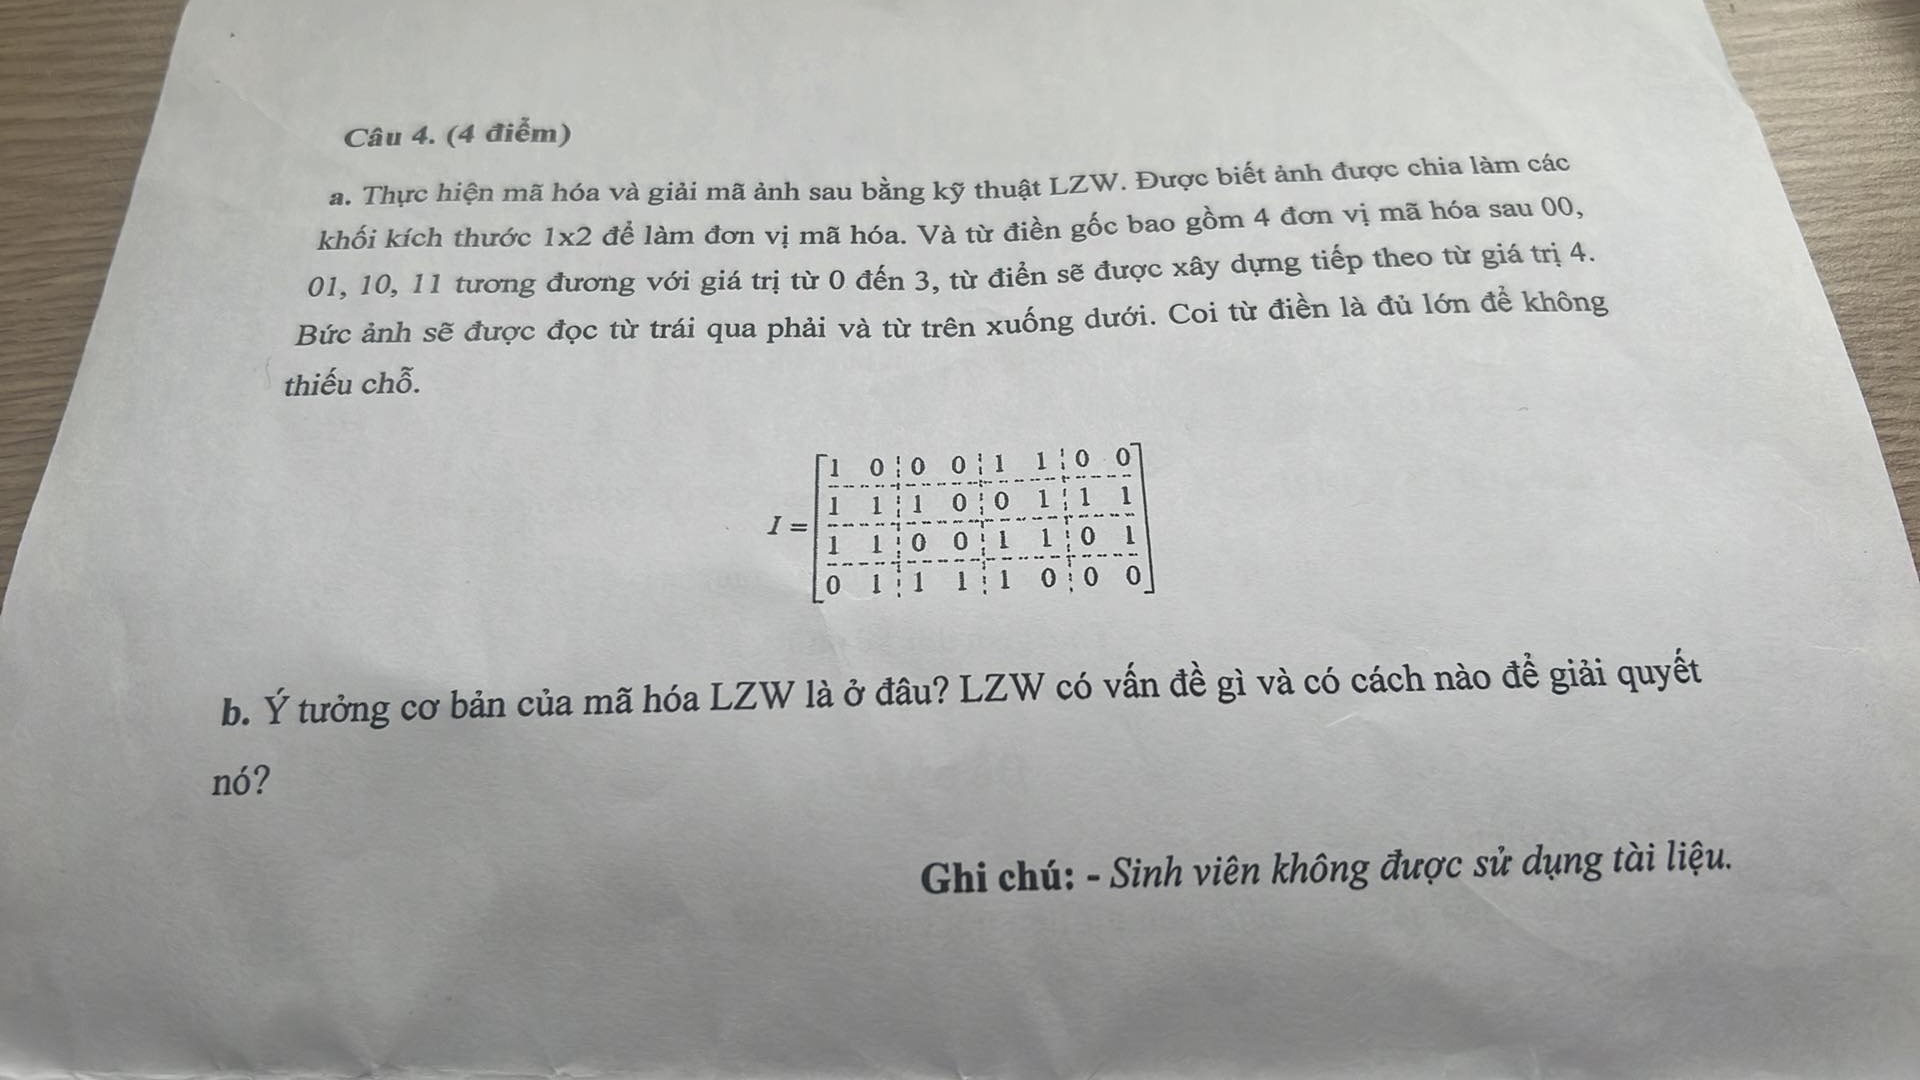 Câu 4. (4 điểm)
a. Thực hiện mã hóa và giải mã ảnh sau bằng kỹ thuật LZW. Được biết ảnh được chia làm các
khối kích thước 1x2 để làm đơn vị mã hóa. Và từ điền gốc bao gồm 4 đơn vị mã hóa sau 00,
01, 10, 11 tương đương với giá trị từ 0 đến 3, từ điển sẽ được xây dựng tiếp theo từ giá trị 4.
Bức ảnh sẽ được đọc từ trái qua phải và từ trên xuống dưới. Coi từ điền là đủ lớn để không
thiếu chỗ.
1 0 0 0 1 1 0 0
1 1 1 0 0 1 1 1
I =
1 1 0 0 1 1 0 1
0 1 1 1 1 0 0 0
b. Ý tưởng cơ bản của mã hóa LZW là ở đâu? LZW có vấn đề gì và có cách nào để giải quyết
nó?
Ghi chú: - Sinh viên không được sử dụng tài liệu.